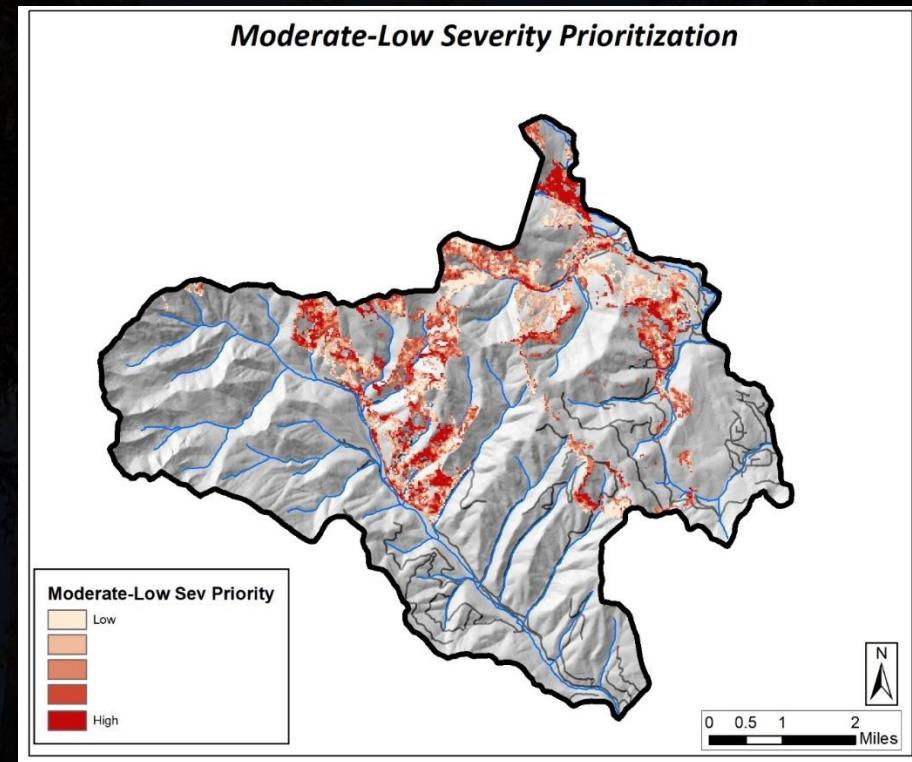 Moderate-Low Severity Prioritization
Moderate-Low Sev Priority
Low
High
N
0 0.5 1 2
Miles